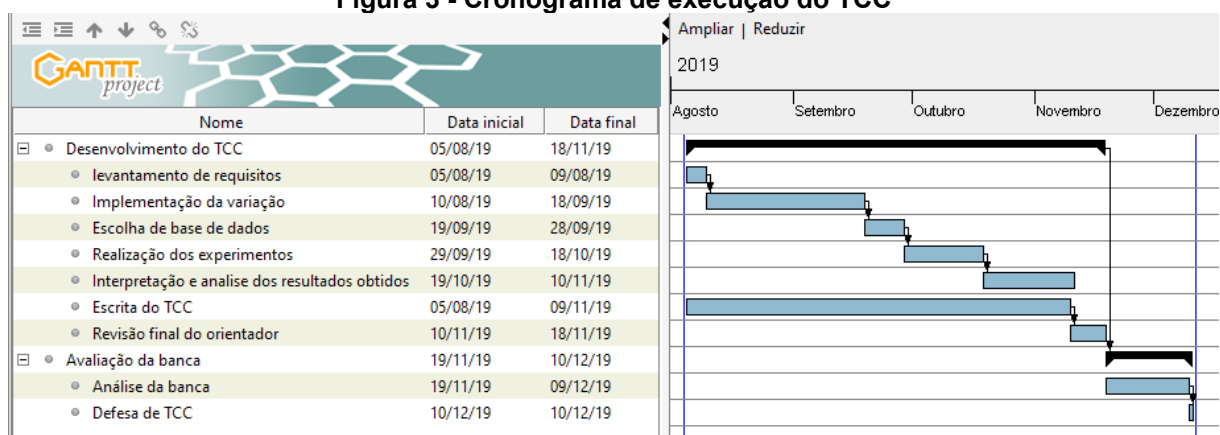 Figura 3 - Cronograma de execução do TCC
Ampliar | Reduzir
GANTT
project
2019
Nome Data inicial Data final
Agosto Setembro Outubro Novembro Dezembro
Desenvolvimento do TCC 05/08/19 18/11/19
levantamento de requisitos 05/08/19 09/08/19
Implementação da variação 10/08/19 18/09/19
Escolha de base de dados 19/09/19 28/09/19
Realização dos experimentos 29/09/19 18/10/19
Interpretação e analise dos resultados obtidos 19/10/19 10/11/19
Escrita do TCC 05/08/19 09/11/19
Revisão final do orientador 10/11/19 18/11/19
Avaliação da banca 19/11/19 10/12/19
Análise da banca 19/11/19 09/12/19
Defesa de TCC 10/12/19 10/12/19